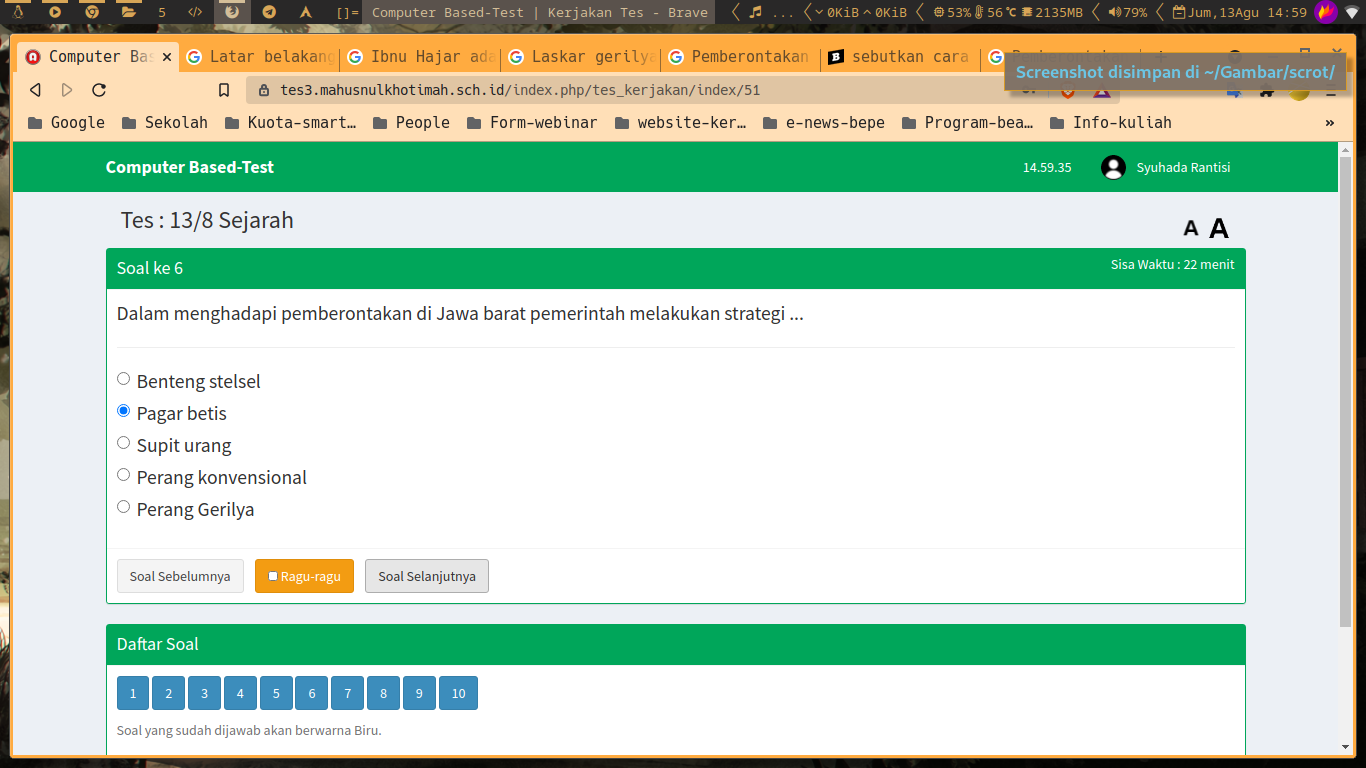 5 </> []= Computer Based-Test | Kerjakan Tes - Brave ... 0KiB 0KiB 53% 56℃ 2135MB 79% Jum,13Agu 14:59
Computer Bas Latar belakang Ibnu Hajar ada Laskar gerilya Pemberontakan sebutkan cara
Screenshot disimpan di ~/Gambar/scrot/
tes3.mahusnulkhotimah.sch.id/index.php/tes_kerjakan/index/51
Google Sekolah Kuota-smart… People Form-webinar website-ker… e-news-bepe Program-bea… Info-kuliah »
Computer Based-Test 14.59.35 Syuhada Rantisi
Tes : 13/8 Sejarah A A
Soal ke 6 Sisa Waktu : 22 menit
Dalam menghadapi pemberontakan di Jawa barat pemerintah melakukan strategi ...
Benteng stelsel
Pagar betis
Supit urang
Perang konvensional
Perang Gerilya
Soal Sebelumnya Ragu-ragu Soal Selanjutnya
Daftar Soal
1 2 3 4 5 6 7 8 9 10
Soal yang sudah dijawab akan berwarna Biru.